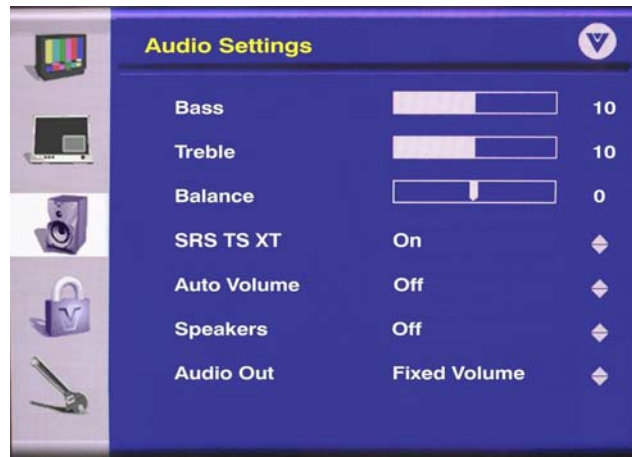 Audio Settings
Bass 10
Treble 10
Balance 0
SRS TS XT On
Auto Volume Off
Speakers Off
Audio Out Fixed Volume